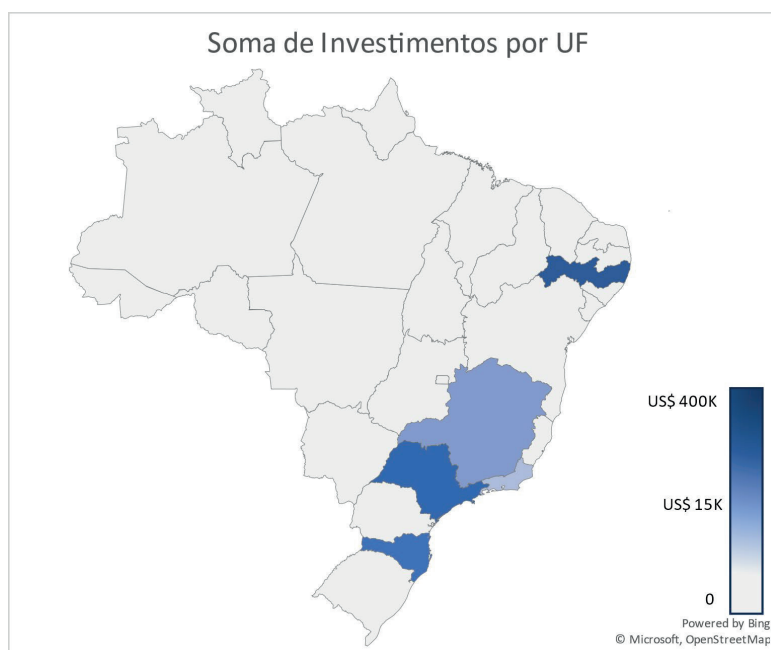 Soma de Investimentos por UF
US$ 400K
US$ 15K
0
Powered by Bing
© Microsoft, OpenStreetMap